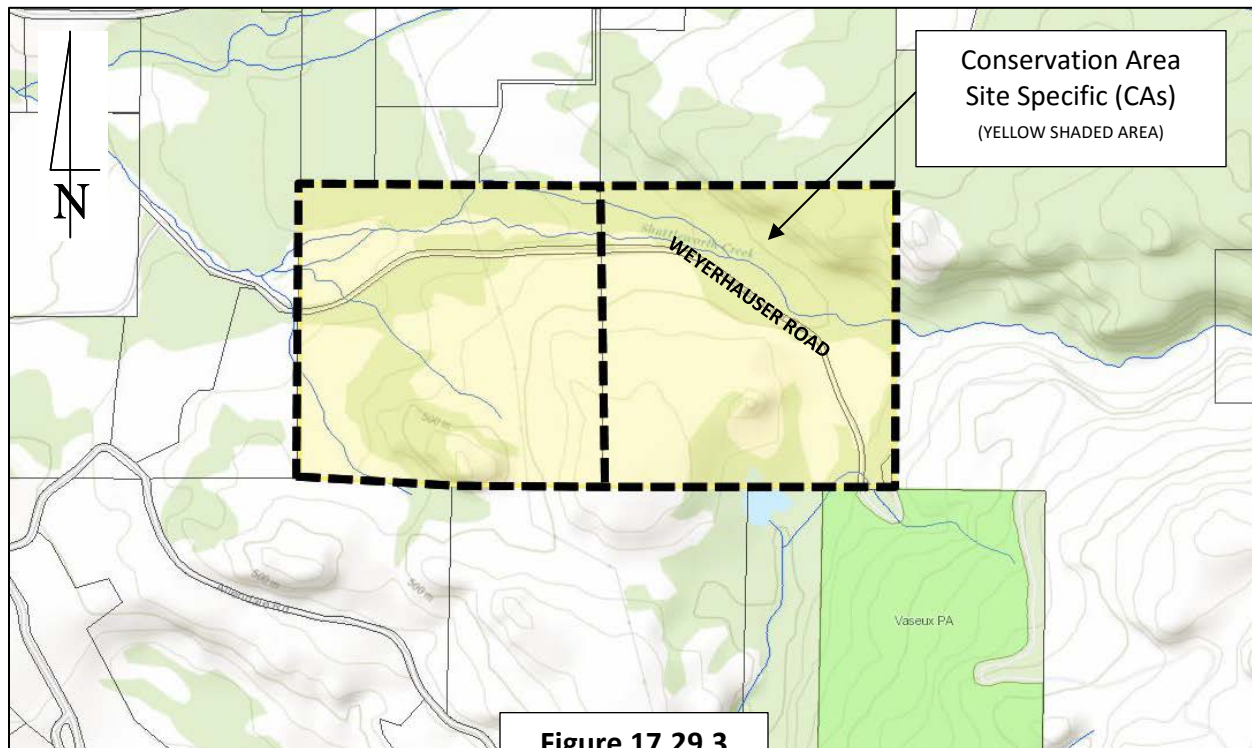 Conservation Area
Site Specific (CAs)
(YELLOW SHADED AREA)
N
Shuttleworth Creek
WEYERHAUSER ROAD
500 m
500 m
500 m
Vaseux PA
Figure 17.29.3